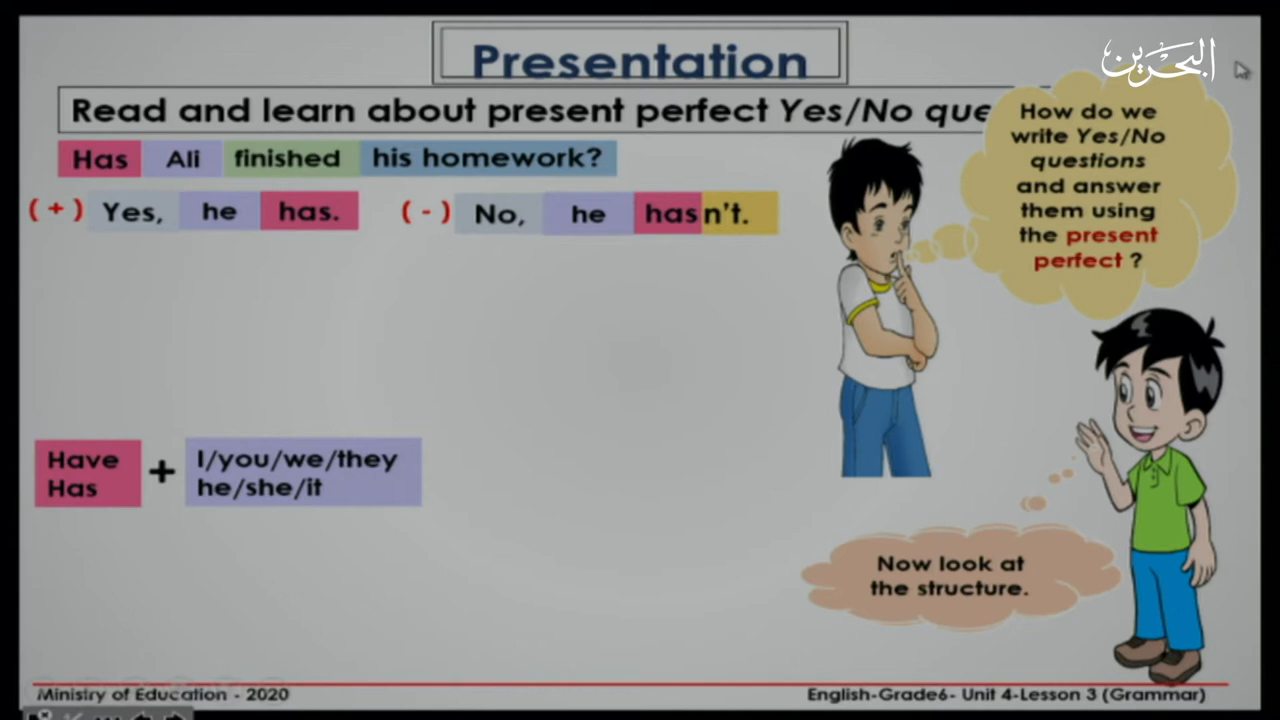 Presentation
البحرين
Read and learn about present perfect Yes/No que
Has Ali finished his homework?
( + ) Yes, he has. ( - ) No, he hasn't.
How do we
write Yes/No
questions
and answer
them using
the present
perfect ?
Have + I/you/we/they
Has he/she/it
Now look at
the structure.
Ministry of Education - 2020
English-Grade6- Unit 4-Lesson 3 (Grammar)